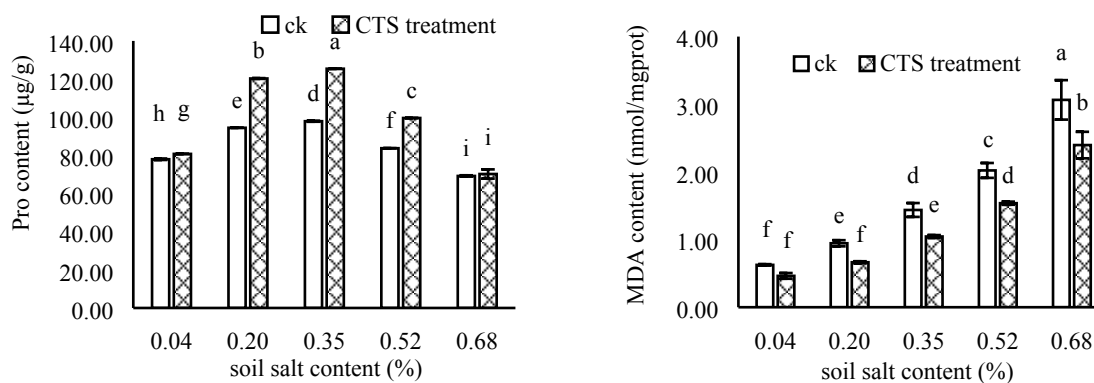 ck CTS treatment
Pro content (μg/g)
140.00
120.00
100.00
80.00
60.00
40.00
20.00
0.00
h g e b d a f c i i
0.04 0.20 0.35 0.52 0.68
soil salt content (%)
ck CTS treatment
MDA content (nmol/mgprot)
4.00
3.00
2.00
1.00
0.00
f f e f d e c d a b
0.04 0.20 0.35 0.52 0.68
soil salt content (%)